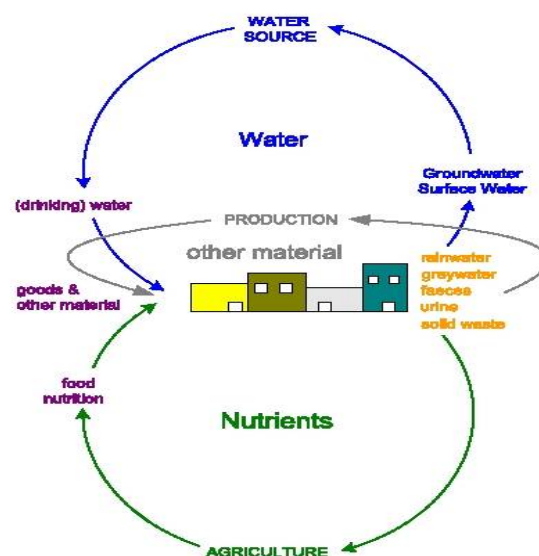 WATER
SOURCE
Water
Groundwater
Surface Water
(drinking) water
PRODUCTION
other material
rainwater
greywater
faeces
urine
solid waste
goods &
other material
food
nutrition
Nutrients
AGRICULTURE